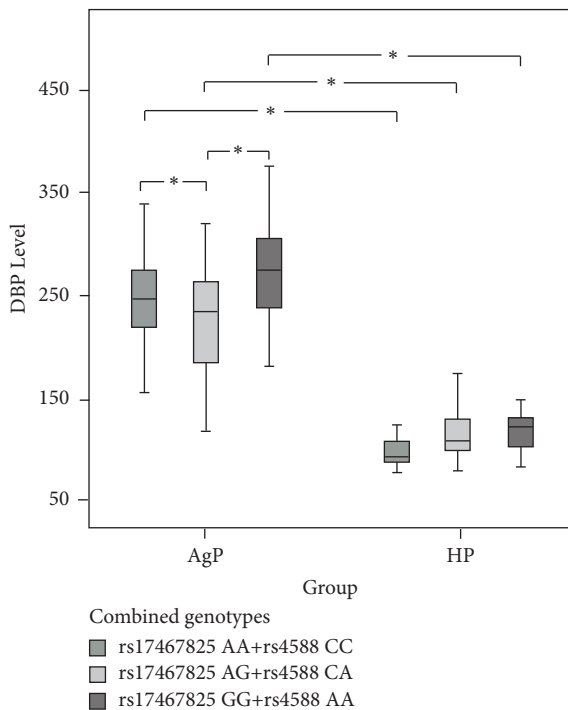 450
350
250
150
50
DBP Level
*
*
*
*
*
AgP
HP
Group
Combined genotypes
rs17467825 AA+rs4588 CC
rs17467825 AG+rs4588 CA
rs17467825 GG+rs4588 AA